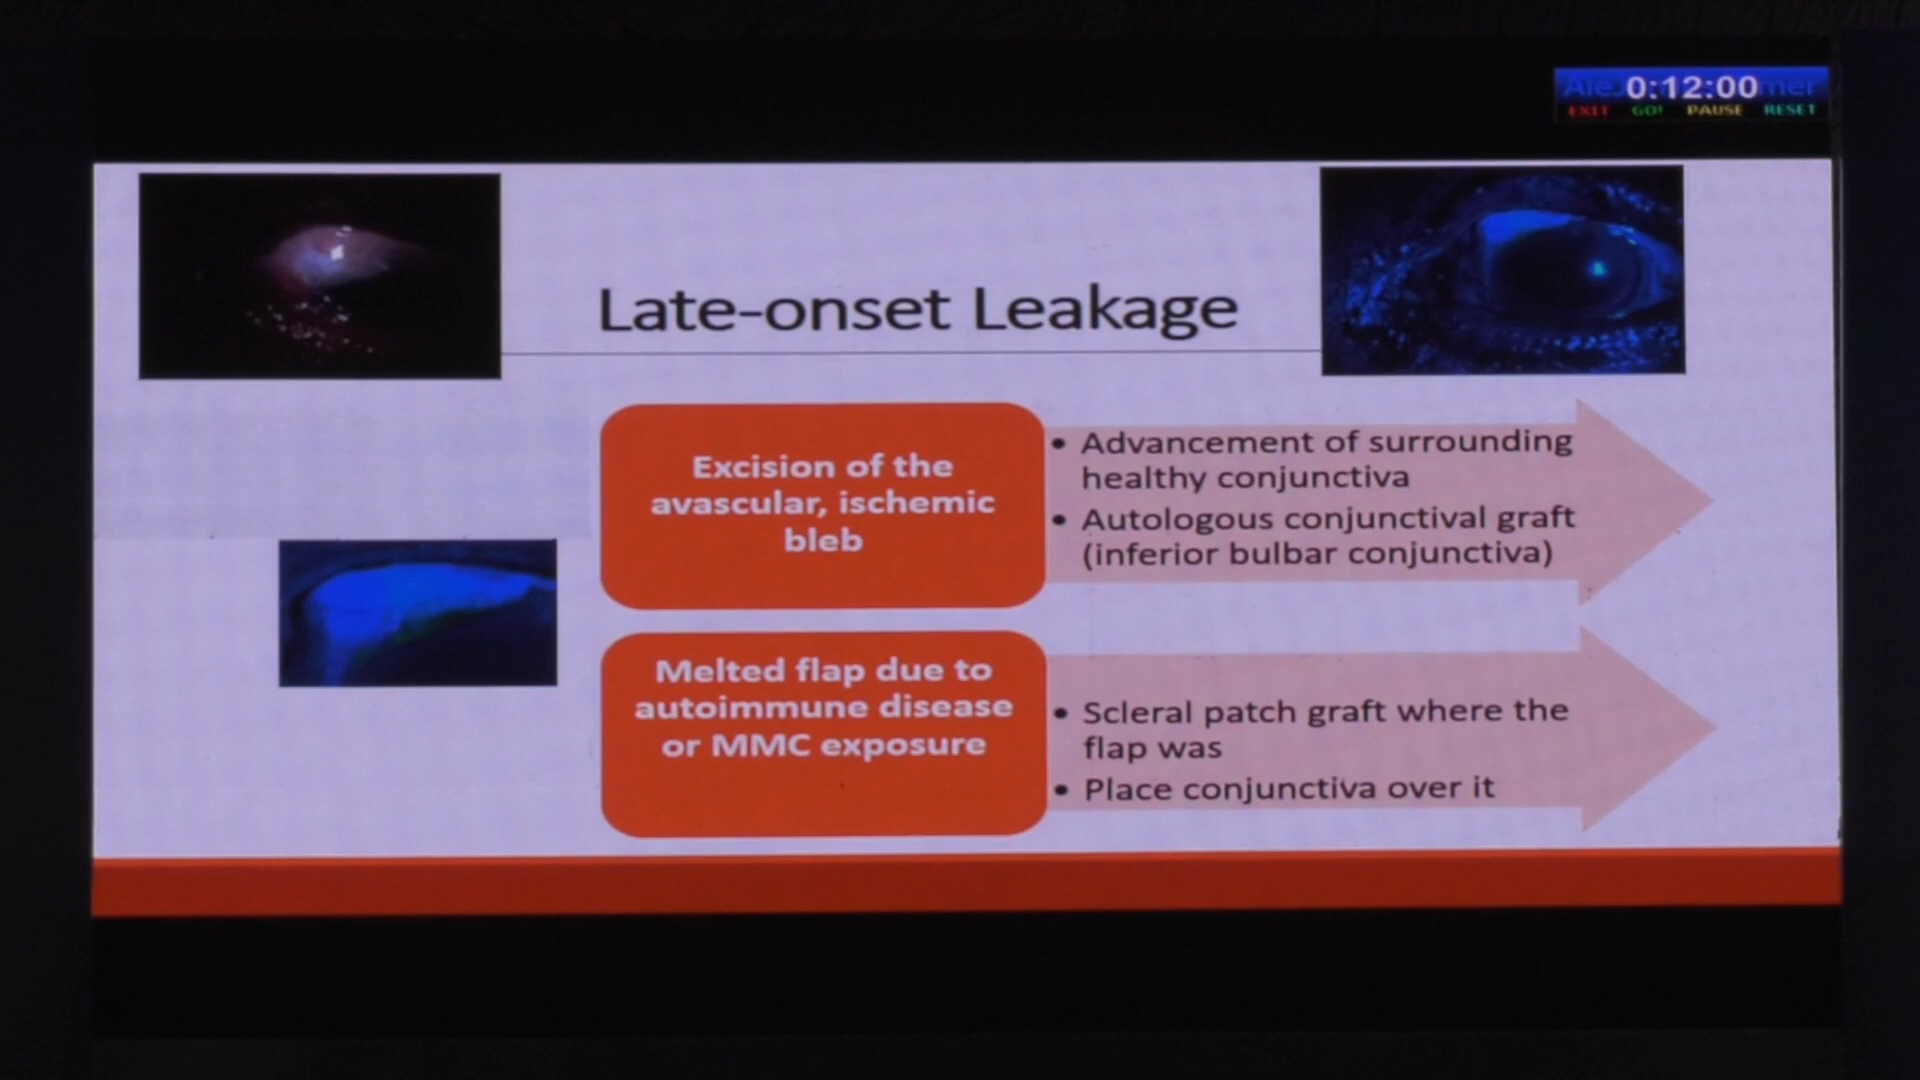 0:12:00
EXIT GO! PAUSE RESET
Late-onset Leakage
Excision of the
avascular, ischemic
bleb
• Advancement of surrounding
healthy conjunctiva
• Autologous conjunctival graft
(inferior bulbar conjunctiva)
Melted flap due to
autoimmune disease
or MMC exposure
• Scleral patch graft where the
flap was
• Place conjunctiva over it